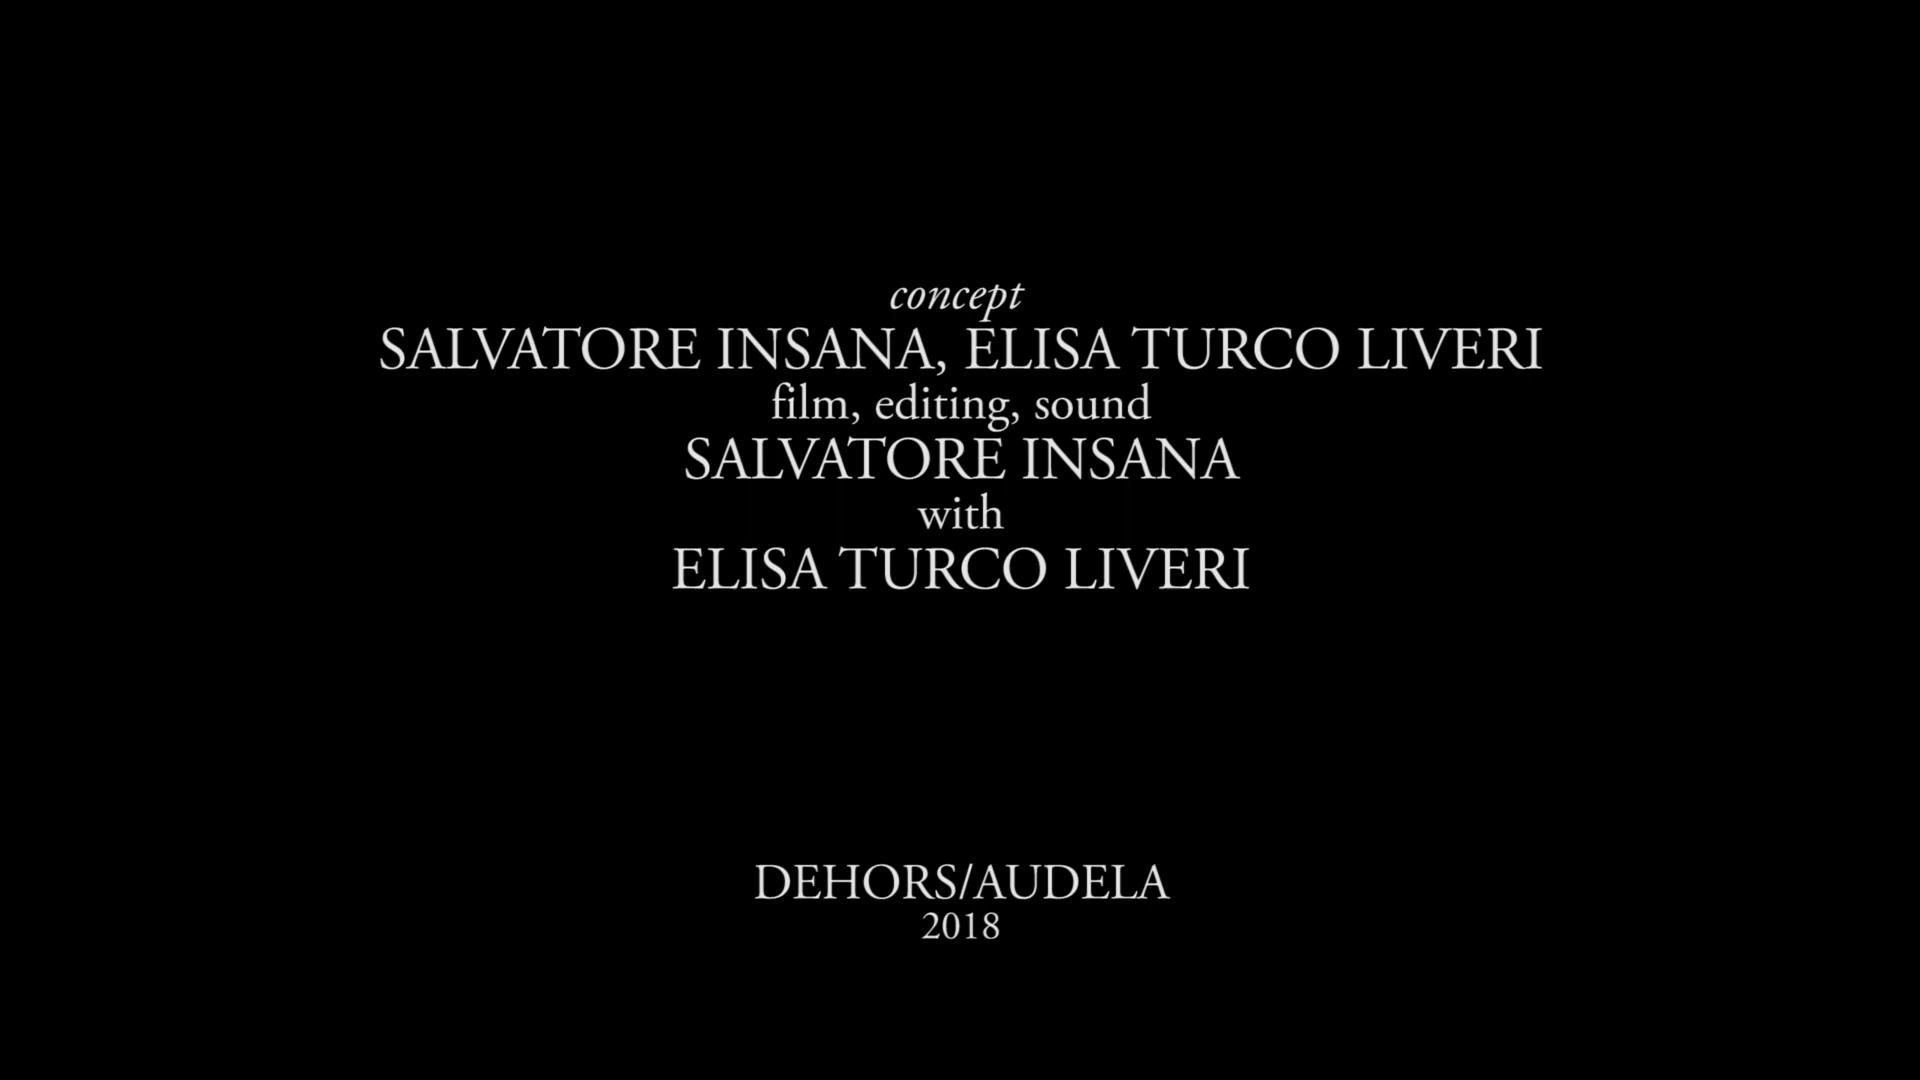 concept
SALVATORE INSANA, ELISA TURCO LIVERI
film, editing, sound
SALVATORE INSANA
with
ELISA TURCO LIVERI
DEHORS/AUDELA
2018